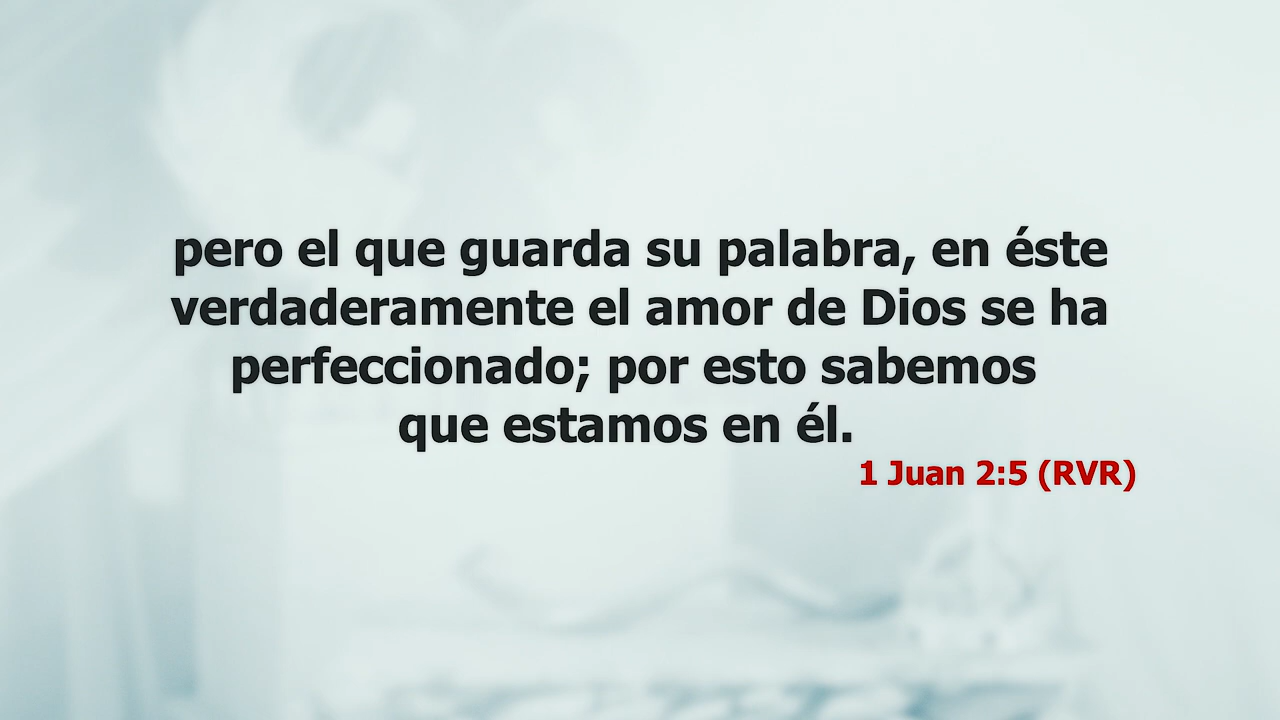 pero el que guarda su palabra, en éste
verdaderamente el amor de Dios se ha
perfeccionado; por esto sabemos
que estamos en él.
1 Juan 2:5 (RVR)